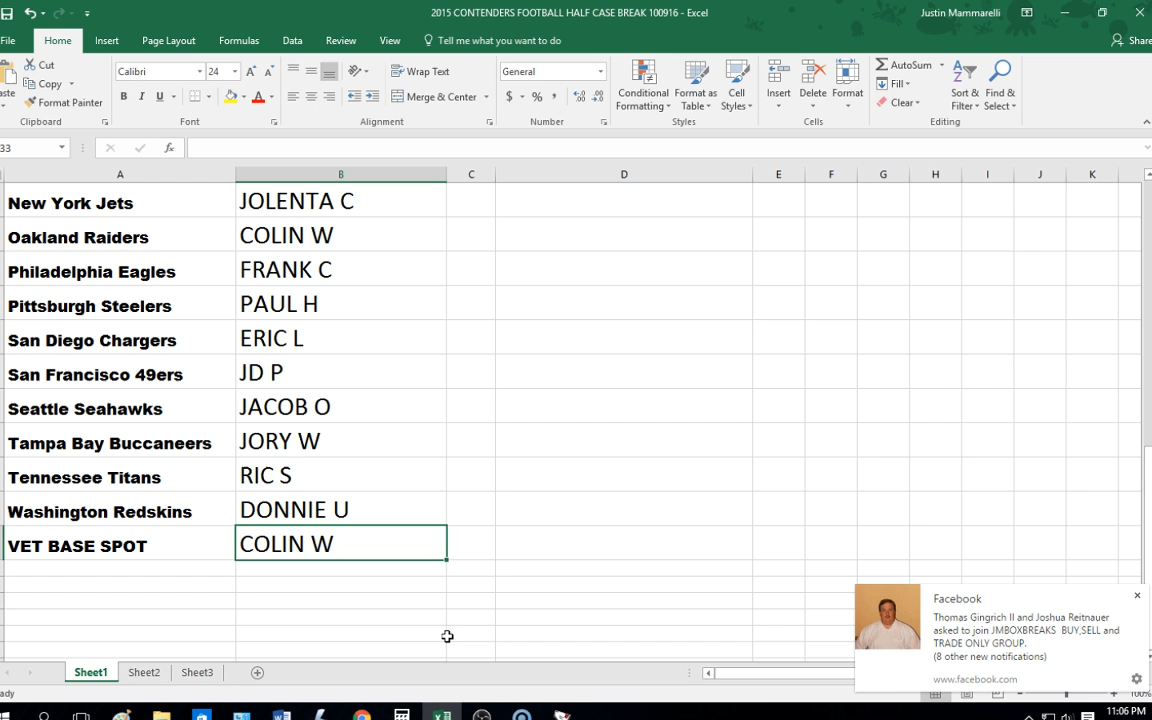 2015 CONTENDERS FOOTBALL HALF CASE BREAK 100916 - Excel
Justin Mammarelli
File Home Insert Page Layout Formulas Data Review View Tell me what you want to do Share
Cut
Copy
Format Painter
Clipboard
Calibri 24
B I U
Font
Wrap Text
Merge & Center
Alignment
General
$ % ,
Number
Conditional Formatting
Format as Table
Cell Styles
Styles
Insert Delete Format
Cells
AutoSum
Fill
Clear
Sort & Filter
Find & Select
Editing
33 fx
A B C D E F G H I J K
New York Jets JOLENTA C
Oakland Raiders COLIN W
Philadelphia Eagles FRANK C
Pittsburgh Steelers PAUL H
San Diego Chargers ERIC L
San Francisco 49ers JD P
Seattle Seahawks JACOB O
Tampa Bay Buccaneers JORY W
Tennessee Titans RIC S
Washington Redskins DONNIE U
VET BASE SPOT COLIN W
Facebook
Thomas Gingrich II and Joshua Reitnauer
asked to join JMBOXBREAKS BUY,SELL and
TRADE ONLY GROUP.
(8 other new notifications)
www.facebook.com
Sheet1 Sheet2 Sheet3
100%
11:06 PM